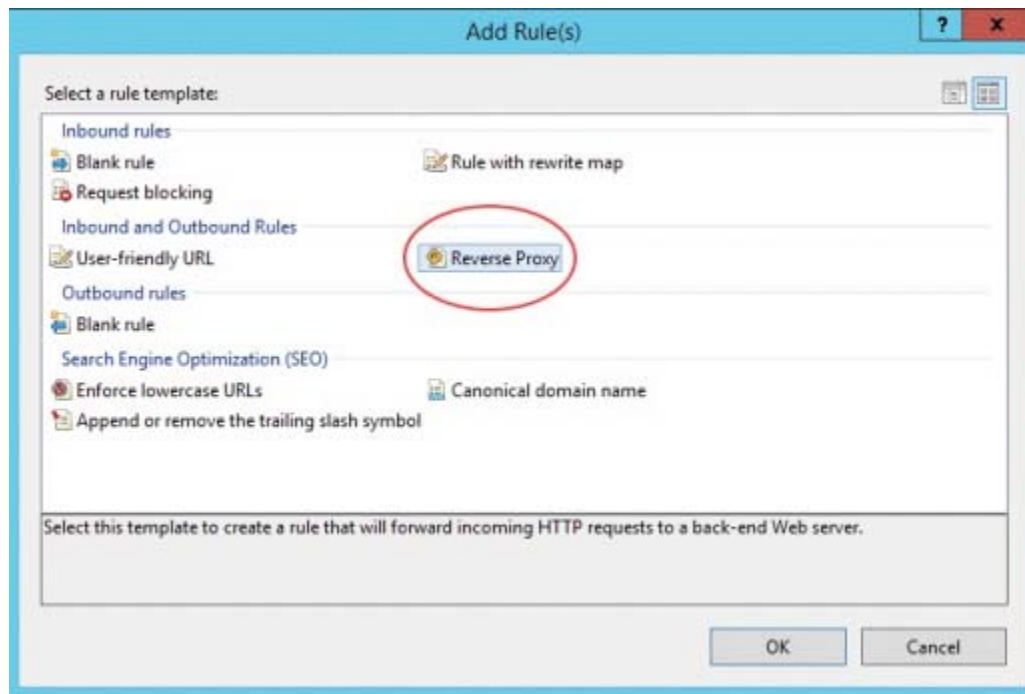 Add Rule(s)
?
x
Select a rule template:
Inbound rules
Blank rule
Rule with rewrite map
Request blocking
Inbound and Outbound Rules
User-friendly URL
Reverse Proxy
Outbound rules
Blank rule
Search Engine Optimization (SEO)
Enforce lowercase URLs
Canonical domain name
Append or remove the trailing slash symbol
Select this template to create a rule that will forward incoming HTTP requests to a back-end Web server.
OK
Cancel